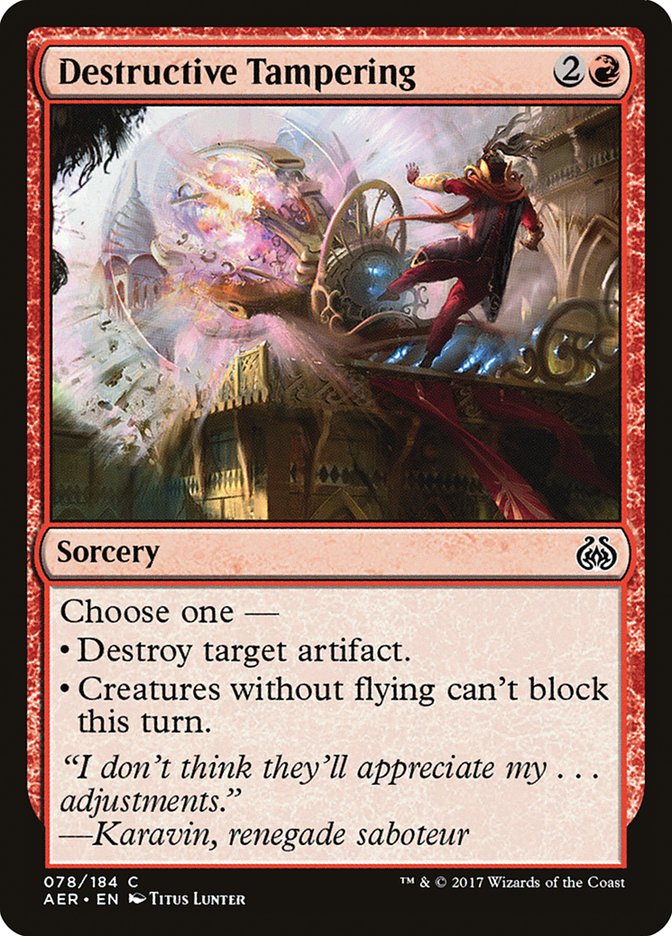 Destructive Tampering 2
Sorcery
Choose one —
• Destroy target artifact.
• Creatures without flying can't block
this turn.
"I don't think they'll appreciate my . . .
adjustments."
—Karavin, renegade saboteur
078/184 C
AER • EN Titus Lunter
™ & © 2017 Wizards of the Coast